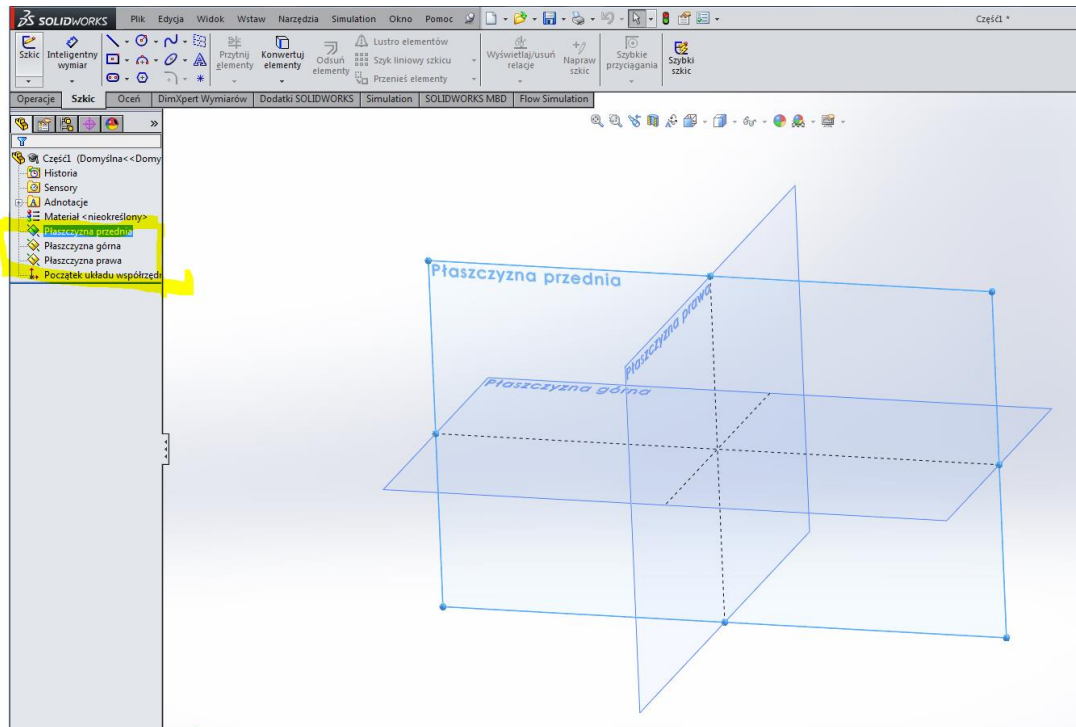 SOLIDWORKS Plik Edycja Widok Wstaw Narzędzia Simulation Okno Pomoc Część1 *
Szkic Inteligentny wymiar Przytnij elementy Konwertuj elementy Odsuń elementy Lustro elementów Wyświetlaj/usuń relacje Napraw szkic Szybkie przyciągania Szybki szkic
Szyk liniowy szkicu
Przenieś elementy
Operacje Szkic Oceń DimXpert Wymiarów Dodatki SOLIDWORKS Simulation SOLIDWORKS MBD Flow Simulation
Część1 (Domyślna<<Domy
Historia
Sensory
Adnotacje
Materiał <nieokreślony>
Płaszczyzna przednia
Płaszczyzna górna
Płaszczyzna prawa
Początek układu współrzędr
Płaszczyzna przednia
Płaszczyzna prawa
Płaszczyzna górna